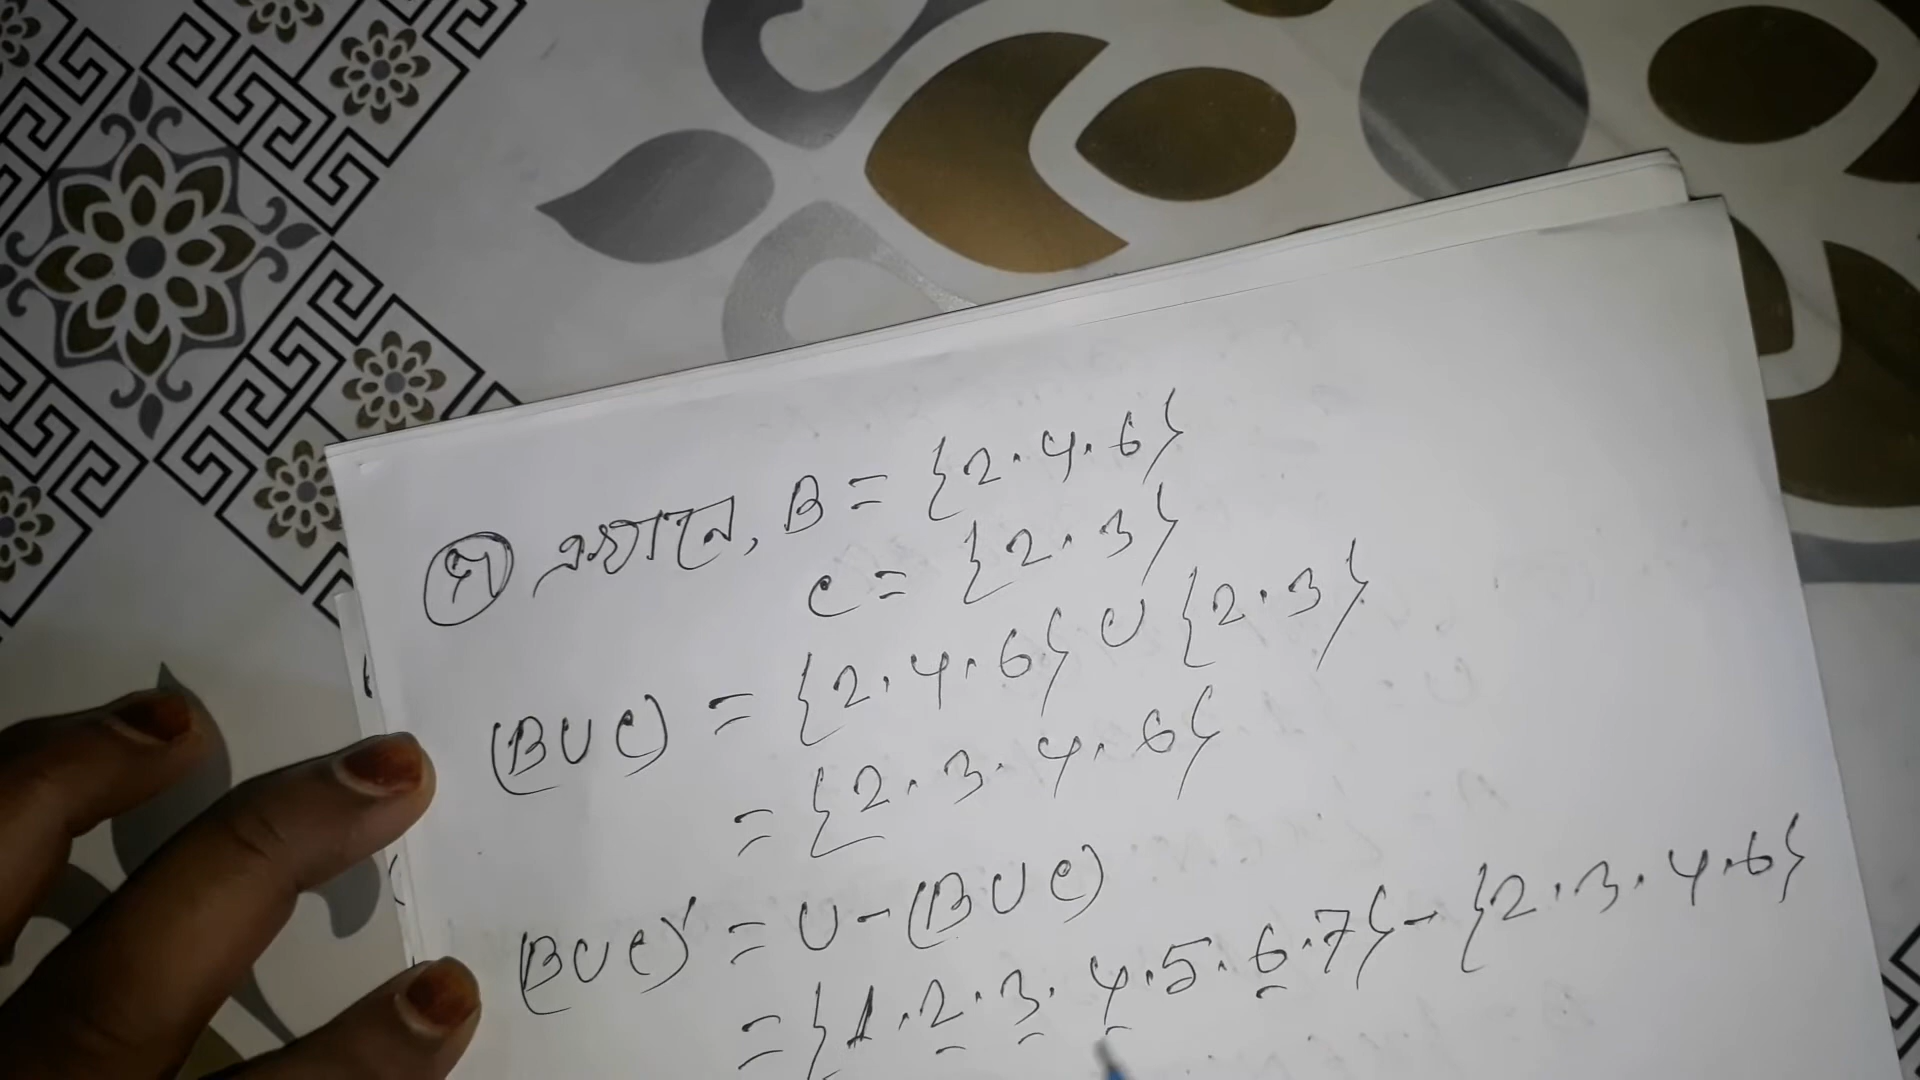 গ এখানে, B = {2.4.6}
C = {2.3}
(B∪C) = {2.4.6} ∪ {2.3}
= {2.3.4.6}
(B∪C)′ = U - (B∪C)
= {1.2.3.4.5.6.7} - {2.3.4.6}